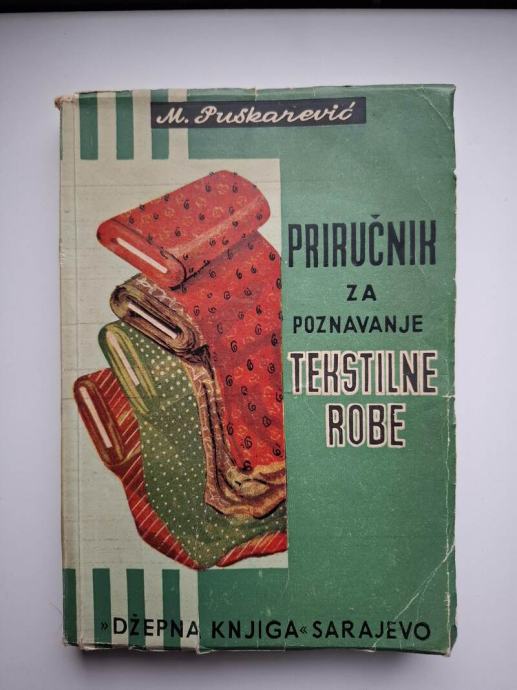 M. Puškarević
PRIRUČNIK
ZA
POZNAVANJE
TEKSTILNE
ROBE
»DŽEPNA KNJIGA« SARAJEVO